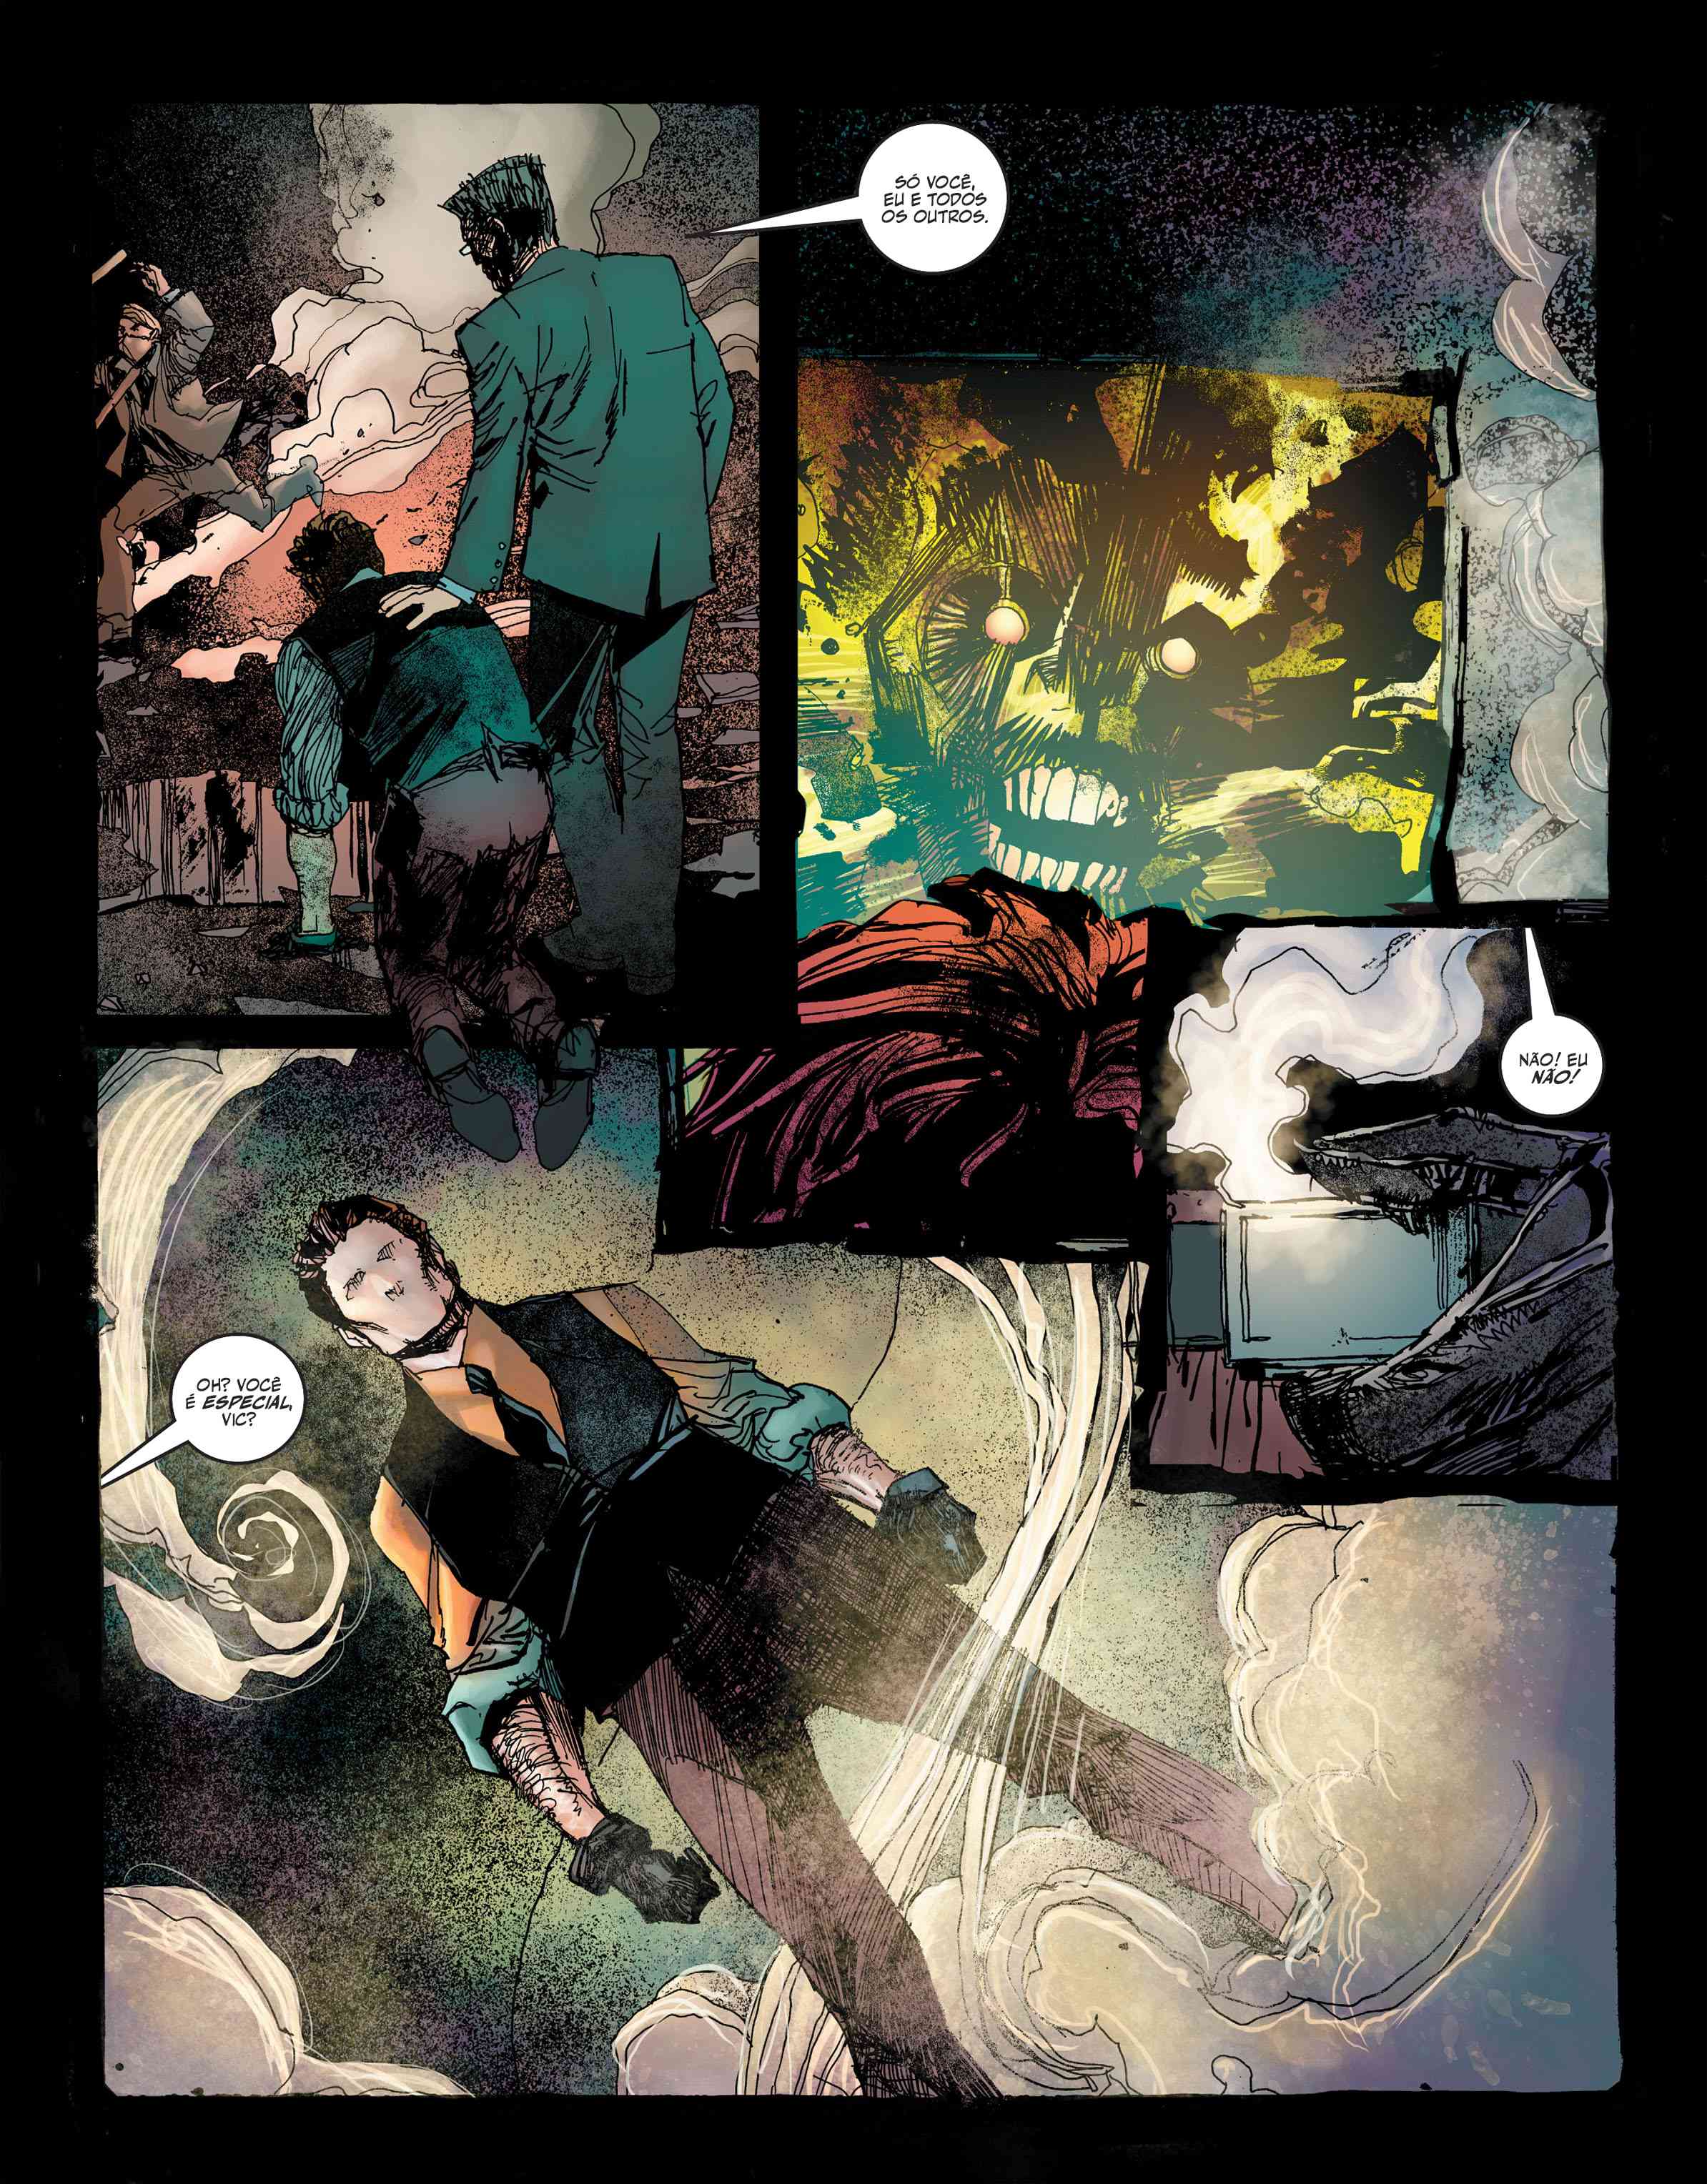 SÓ VOCÊ,
EU E TODOS
OS OUTROS.
NÃO! EU
NÃO!
OH? VOCÊ
É ESPECIAL,
VIC?